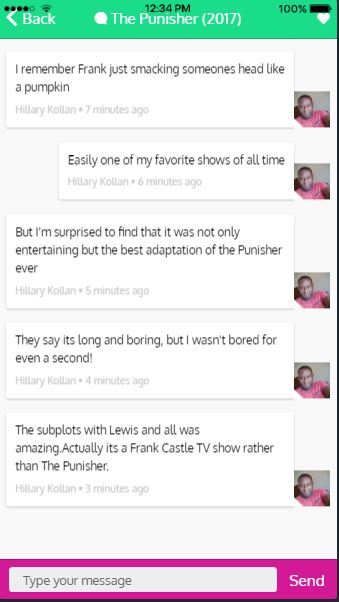 12:34 PM
100%
Back
The Punisher (2017)
I remember Frank just smacking someones head like
a pumpkin
Hillary Kollan • 7 minutes ago
Easily one of my favorite shows of all time
Hillary Kollan • 6 minutes ago
But I'm surprised to find that it was not only
entertaining but the best adaptation of the Punisher
ever
Hillary Kollan • 5 minutes ago
They say its long and boring, but I wasn't bored for
even a second!
Hillary Kollan • 4 minutes ago
The subplots with Lewis and all was
amazing.Actually its a Frank Castle TV show rather
than The Punisher.
Hillary Kollan • 3 minutes ago
Type your message
Send